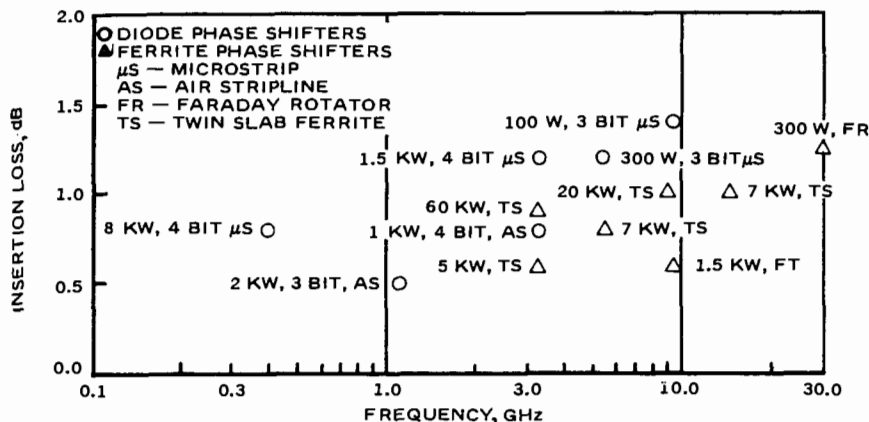 2.0
1.5
1.0
0.5
0.0
INSERTION LOSS, dB
DIODE PHASE SHIFTERS
FERRITE PHASE SHIFTERS
μS — MICROSTRIP
AS — AIR STRIPLINE
FR — FARADAY ROTATOR
TS — TWIN SLAB FERRITE
100 W, 3 BIT μS
300 W, FR
1.5 KW, 4 BIT μS
300 W, 3 BIT μS
20 KW, TS
7 KW, TS
60 KW, TS
8 KW, 4 BIT μS
1 KW, 4 BIT, AS
7 KW, TS
5 KW, TS
1.5 KW, FT
2 KW, 3 BIT, AS
0.1
0.3
1.0
3.0
10.0
30.0
FREQUENCY, GHz